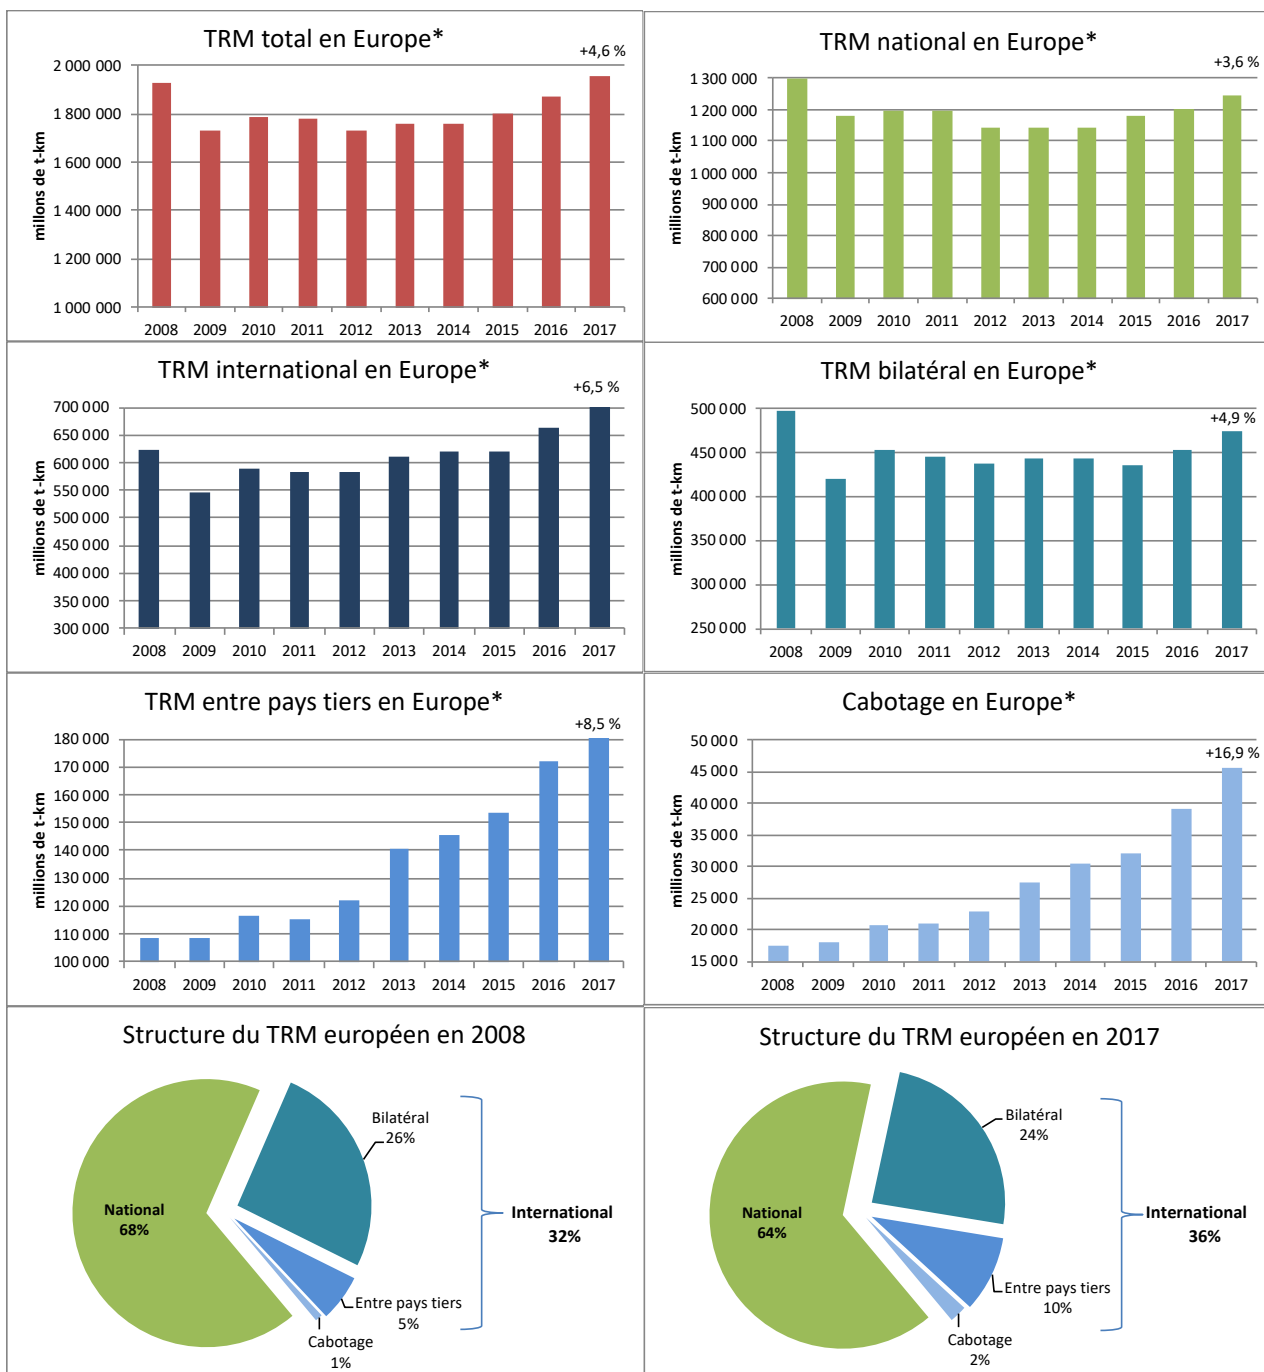 TRM total en Europe*
+4,6 %
millons de t-km
2 000 000
1 800 000
1 600 000
1 400 000
1 200 000
1 000 000
2008 2009 2010 2011 2012 2013 2014 2015 2016 2017
TRM national en Europe*
+3,6 %
millions de t-km
1 300 000
1 200 000
1 100 000
1 000 000
900 000
800 000
700 000
600 000
2008 2009 2010 2011 2012 2013 2014 2015 2016 2017
TRM international en Europe*
+6,5 %
millions de t-km
700 000
650 000
600 000
550 000
500 000
450 000
400 000
350 000
300 000
2008 2009 2010 2011 2012 2013 2014 2015 2016 2017
TRM bilatéral en Europe*
+4,9 %
millions de t-km
500 000
450 000
400 000
350 000
300 000
250 000
2008 2009 2010 2011 2012 2013 2014 2015 2016 2017
TRM entre pays tiers en Europe*
+8,5 %
millions de t-km
180 000
170 000
160 000
150 000
140 000
130 000
120 000
110 000
100 000
2008 2009 2010 2011 2012 2013 2014 2015 2016 2017
Cabotage en Europe*
+16,9 %
millions de t-km
50 000
45 000
40 000
35 000
30 000
25 000
20 000
15 000
2008 2009 2010 2011 2012 2013 2014 2015 2016 2017
Structure du TRM européen en 2008
Bilatéral
26%
National
68%
International
32%
Entre pays tiers
5%
Cabotage
1%
Structure du TRM européen en 2017
Bilatéral
24%
National
64%
International
36%
Entre pays tiers
10%
Cabotage
2%